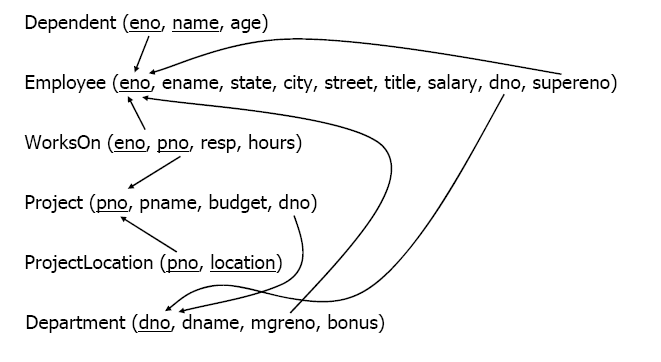 Dependent (eno, name, age)
Employee (eno, ename, state, city, street, title, salary, dno, supereno)
WorksOn (eno, pno, resp, hours)
Project (pno, pname, budget, dno)
ProjectLocation (pno, location)
Department (dno, dname, mgreno, bonus)